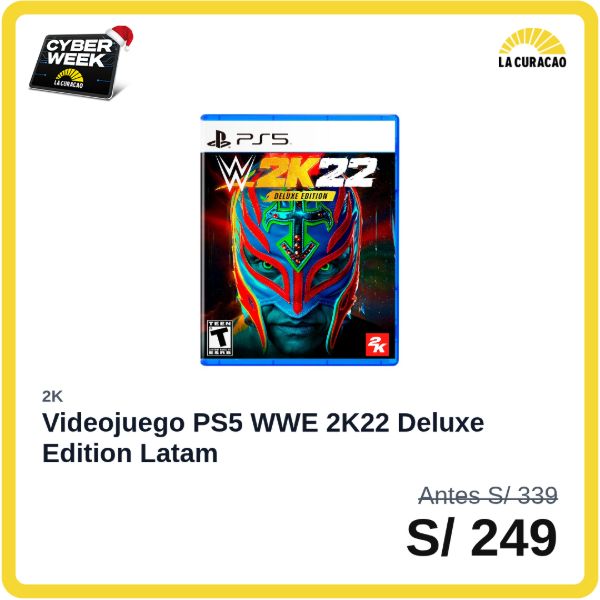 CYBER
WEEK
LA CURACAO
LA CURACAO
PS5
W 2K22
DELUXE EDITION
TEEN
T
2K
2K
Videojuego PS5 WWE 2K22 Deluxe
Edition Latam
Antes S/ 339
S/ 249